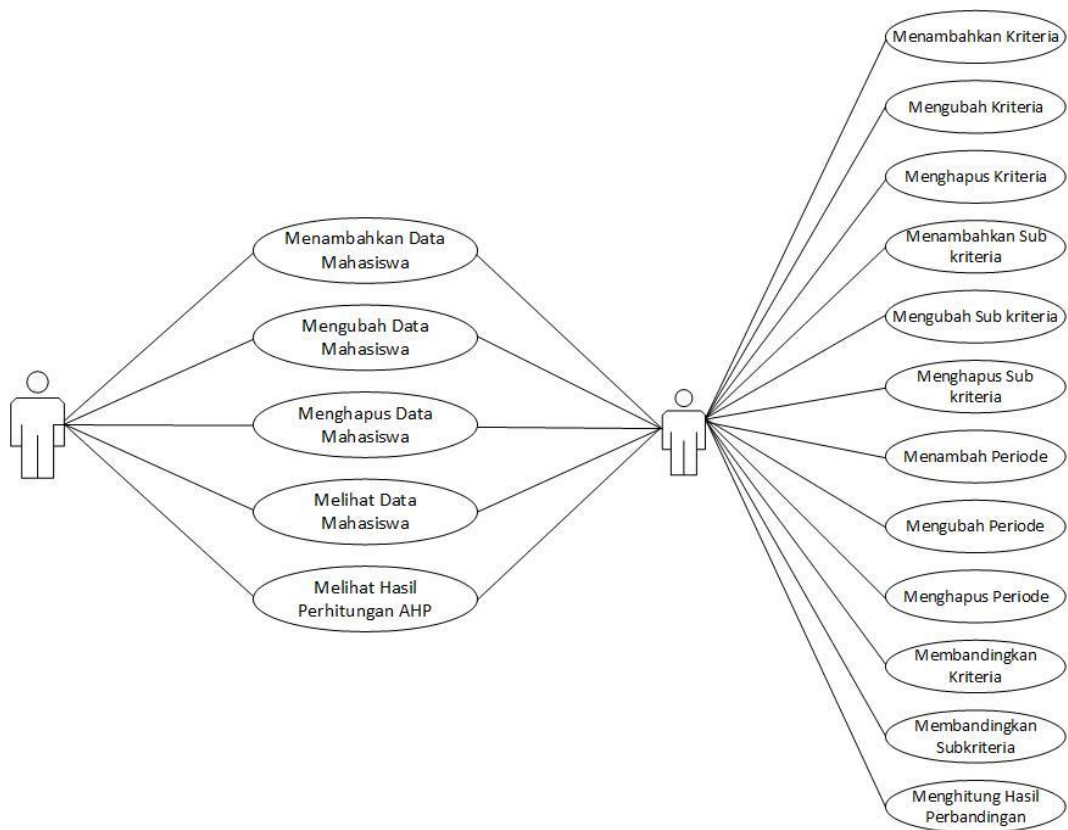 Menambahkan Data
Mahasiswa
Mengubah Data
Mahasiswa
Menghapus Data
Mahasiswa
Melihat Data
Mahasiswa
Melihat Hasil
Perhitungan AHP
Menambahkan Kriteria
Mengubah Kriteria
Menghapus Kriteria
Menambahkan Sub
kriteria
Mengubah Sub kriteria
Menghapus Sub
kriteria
Menambah Periode
Mengubah Periode
Menghapus Periode
Membandingkan
Kriteria
Membandingkan
Subkriteria
Menghitung Hasil
Perbandingan